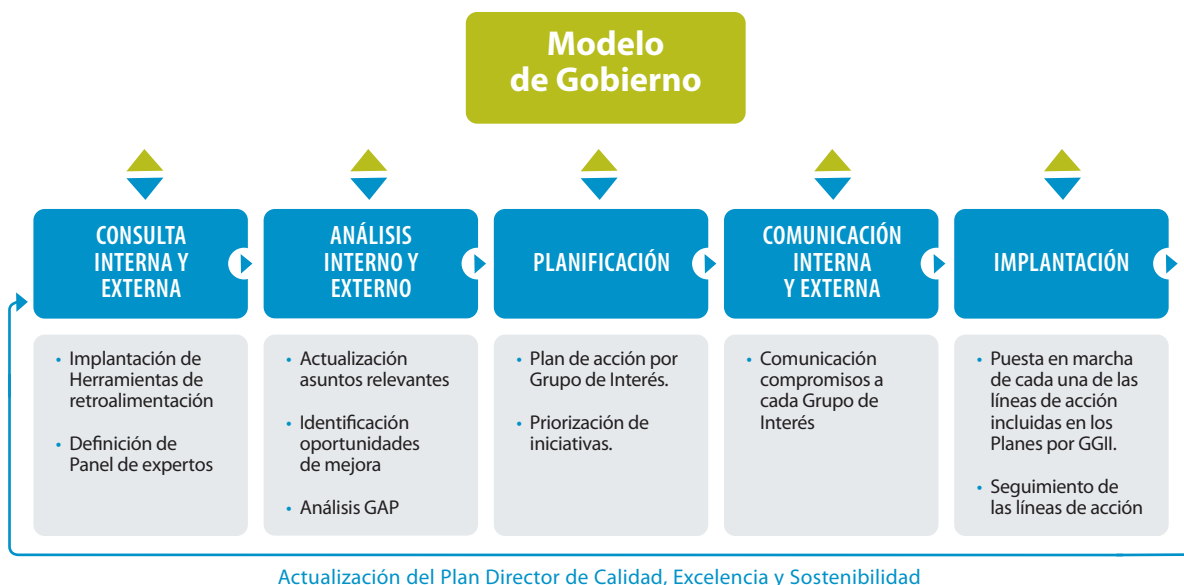 Modelo
de Gobierno
CONSULTA
INTERNA Y
EXTERNA
ANÁLISIS
INTERNO Y
EXTERNO
PLANIFICACIÓN
COMUNICACIÓN
INTERNA
Y EXTERNA
IMPLANTACIÓN
• Implantación de
Herramientas de
retroalimentación
• Definición de
Panel de expertos
• Actualización
asuntos relevantes
• Identificación
oportunidades
de mejora
• Análisis GAP
• Plan de acción por
Grupo de Interés.
• Priorización de
iniciativas.
• Comunicación
compromisos a
cada Grupo de
Interés
• Puesta en marcha
de cada una de las
líneas de acción
incluidas en los
Planes por GGII.
• Seguimiento de
las líneas de acción
Actualización del Plan Director de Calidad, Excelencia y Sostenibilidad